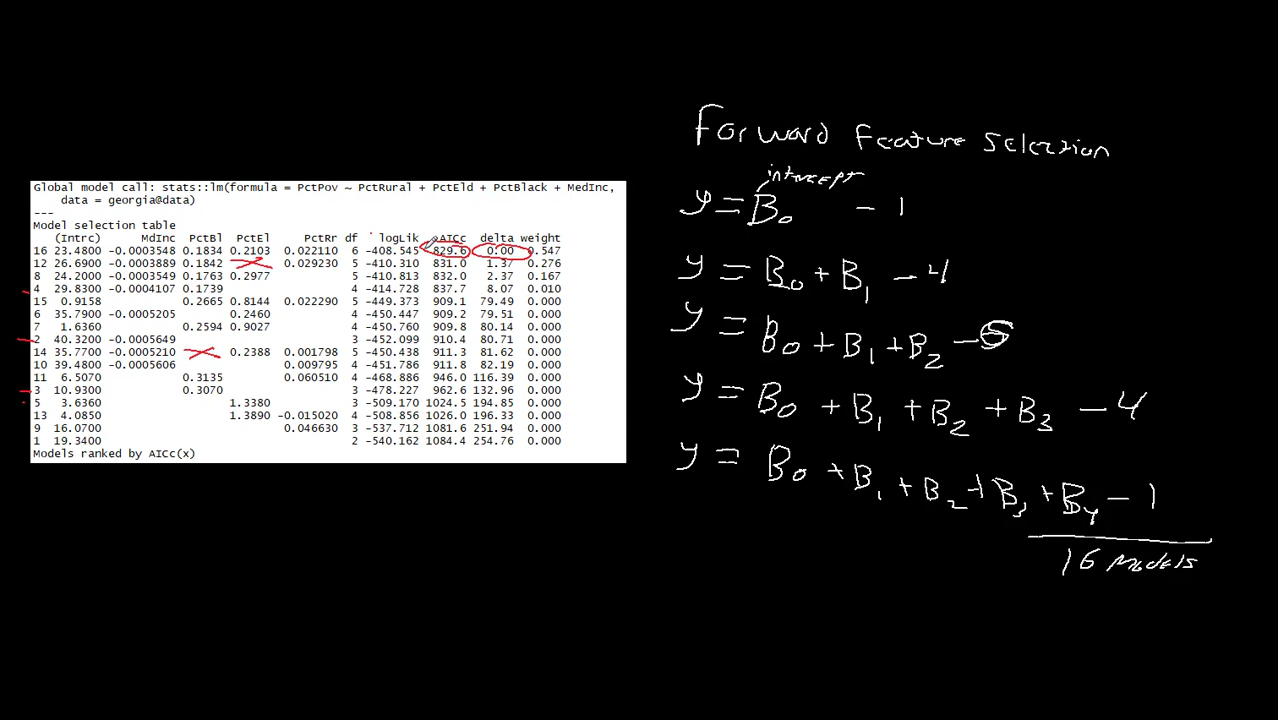 Global model call: stats::lm(formula = PctPov ~ PctRural + PctEld + PctBlack + MedInc,
data = georgia@data)
---
Model selection table
(Intrc) MedInc PctBl PctEl PctRr df logLik AICc delta weight
16 23.4800 -0.0003548 0.1834 0.2103 0.022110 6 -408.545 829.6 0.00 0.547
12 26.6900 -0.0003889 0.1842 0.029230 5 -410.310 831.0 1.37 0.276
8 24.2000 -0.0003549 0.1763 0.2977 5 -410.813 832.0 2.37 0.167
4 29.8300 -0.0004107 0.1739 4 -414.728 837.7 8.07 0.010
15 0.9158 0.2665 0.8144 0.022290 5 -449.373 909.1 79.49 0.000
6 35.7900 -0.0005205 0.2460 4 -450.447 909.2 79.51 0.000
7 1.6360 0.2594 0.9027 4 -450.760 909.8 80.14 0.000
2 40.3200 -0.0005649 3 -452.099 910.4 80.71 0.000
14 35.7700 -0.0005210 0.2388 0.001798 5 -450.438 911.3 81.62 0.000
10 39.4800 -0.0005606 0.009795 4 -451.786 911.8 82.19 0.000
11 6.5070 0.3135 0.060510 4 -468.886 946.0 116.39 0.000
3 10.9300 0.3070 3 -478.227 962.6 132.96 0.000
5 3.6360 1.3380 3 -509.170 1024.5 194.85 0.000
13 4.0850 1.3890 -0.015020 4 -508.856 1026.0 196.33 0.000
9 16.0700 0.046630 3 -537.712 1081.6 251.94 0.000
1 19.3400 2 -540.162 1084.4 254.76 0.000
Models ranked by AICc(x)
Forward Feature Selection
intercept
y = B0 - 1
y = B0 + B1 - 4
y = B0 + B1 + B2 -
y = B0 + B1 + B2 + B3 - 4
y = B0 + B1 + B2 + B3 + B4 - 1
16 Models